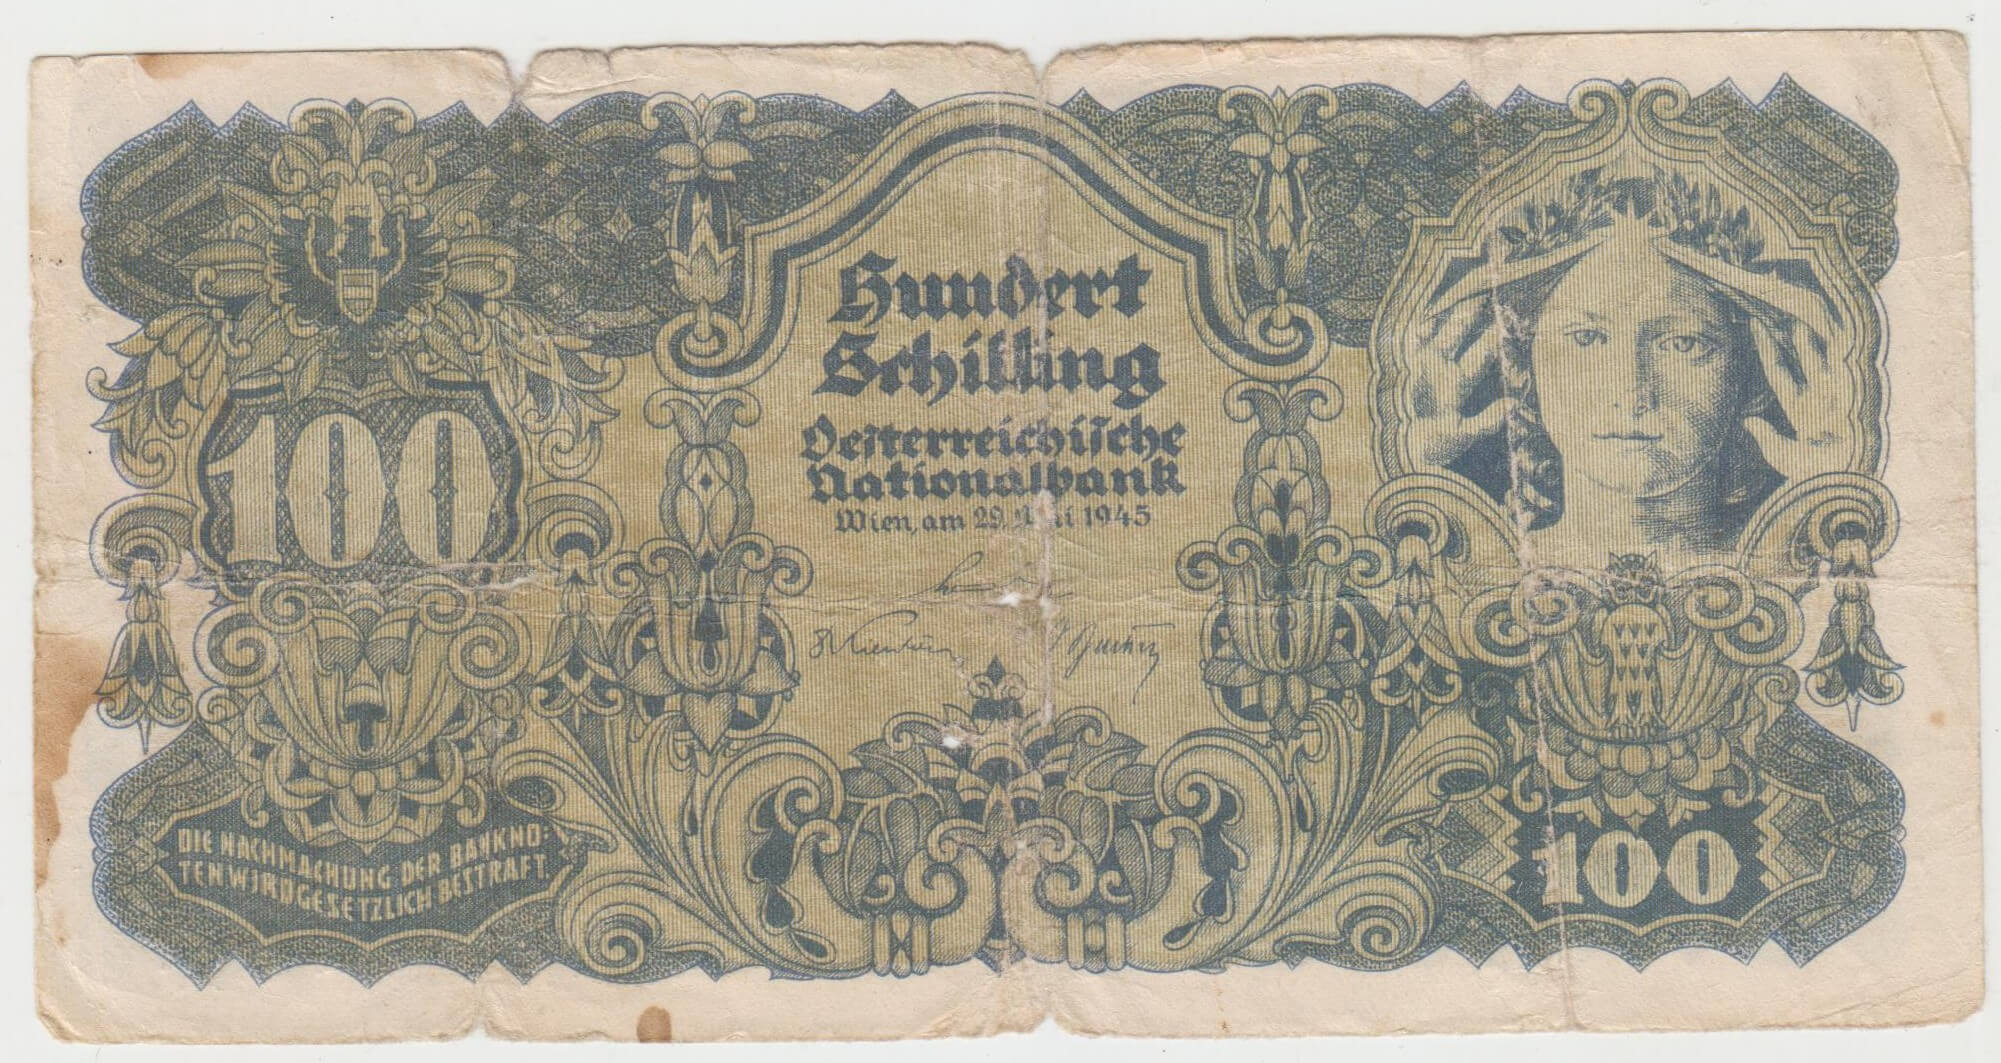 Hundert
Schilling
Oesterreichische
Nationalbank
Wien, am 29. 1945
100
DIE NACHMACHUNG DER BANKNO=
TEN WIRD GESETZLICH BESTRAFT.
100